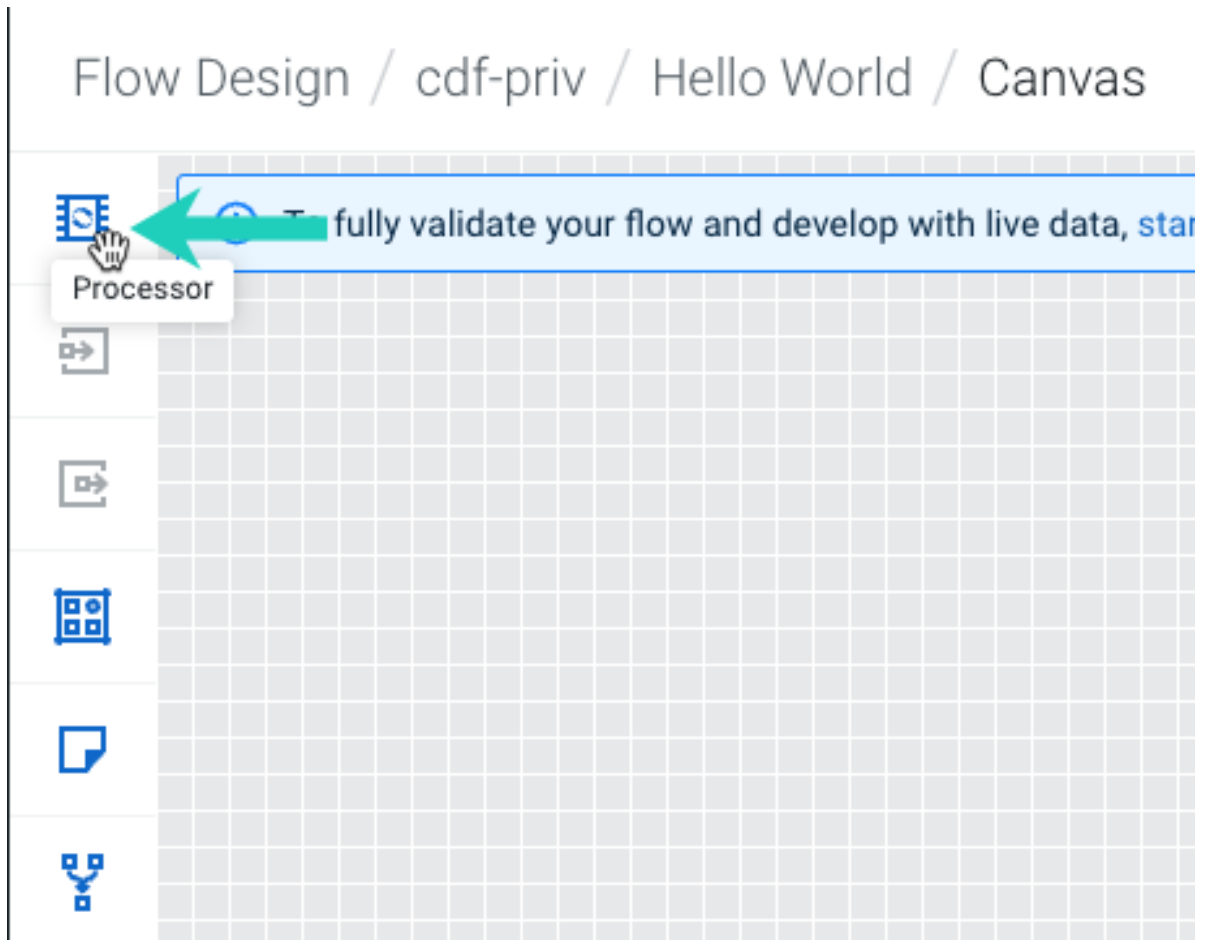 Flow Design / cdf-priv / Hello World / Canvas
fully validate your flow and develop with live data,
Processor